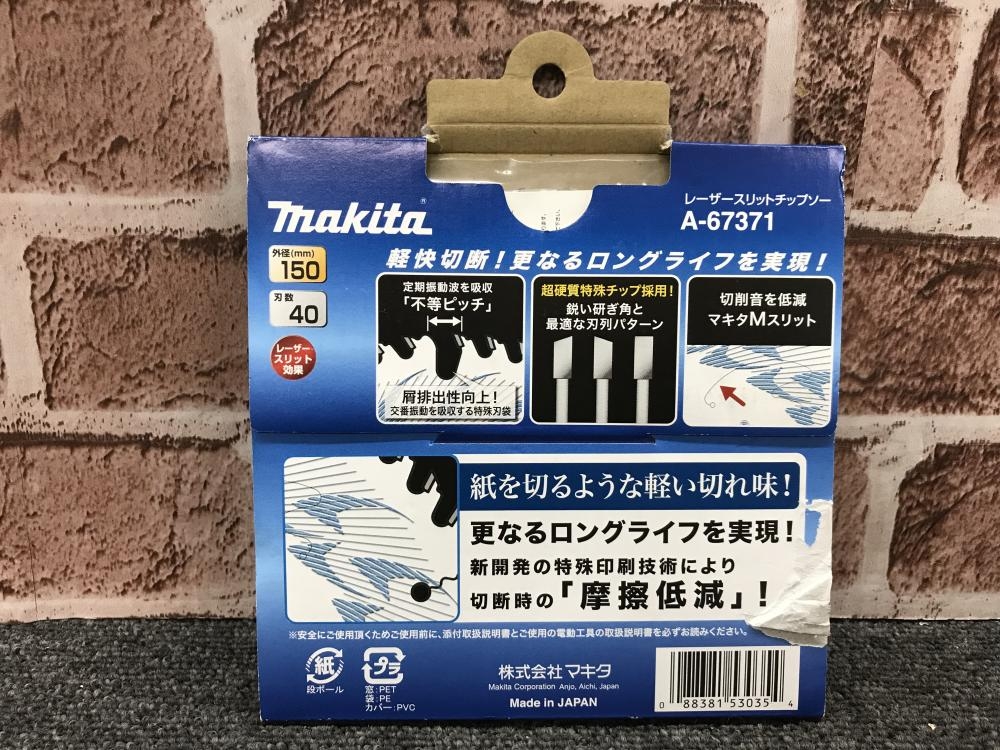 makita®
レーザースリットチップソー
A-67371
外径(mm)
150
刃数
40
レーザー
スリット
効果
軽快切断！更なるロングライフを実現！
定期振動波を吸収
「不等ピッチ」
屑排出性向上！
交番振動を吸収する特殊刃袋
超硬質特殊チップ採用！
鋭い研ぎ角と
最適な刃列パターン
切削音を低減
マキタMスリット
紙を切るような軽い切れ味！
更なるロングライフを実現！
新開発の特殊印刷技術により
切断時の「摩擦低減」！
※安全にご使用頂くためご使用前に、添付取扱説明書とご使用の電動工具の取扱説明書を必ずお読みください。
紙
段ボール
プラ
窓:PET
袋:PE
カバー:PVC
株式会社マキタ
Makita Corporation Anjo, Aichi, Japan
Made in JAPAN
0 88381 53035 4